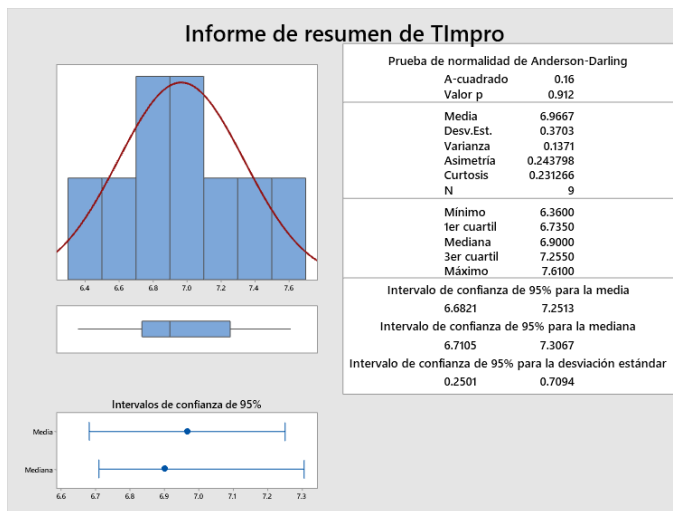 Informe de resumen de TImpro
6.4 6.6 6.8 7.0 7.2 7.4 7.6
Prueba de normalidad de Anderson-Darling
A-cuadrado 0.16
Valor p 0.912
Media 6.9667
Desv.Est. 0.3703
Varianza 0.1371
Asimetría 0.243798
Curtosis 0.231266
N 9
Mínimo 6.3600
1er cuartil 6.7350
Mediana 6.9000
3er cuartil 7.2550
Máximo 7.6100
Intervalo de confianza de 95% para la media
6.6821 7.2513
Intervalo de confianza de 95% para la mediana
6.7105 7.3067
Intervalo de confianza de 95% para la desviación estándar
0.2501 0.7094
Intervalos de confianza de 95%
Media
Mediana
6.6 6.7 6.8 6.9 7.0 7.1 7.2 7.3